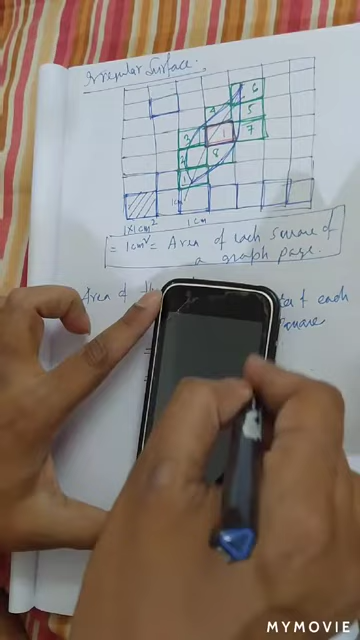 Irregular Surface.
6
4 5
3 1 7
2 8
1
1cm
1x1cm² 1cm
= 1cm² = Area of each square of
a graph page.
Area of each
square
MYMOVIE